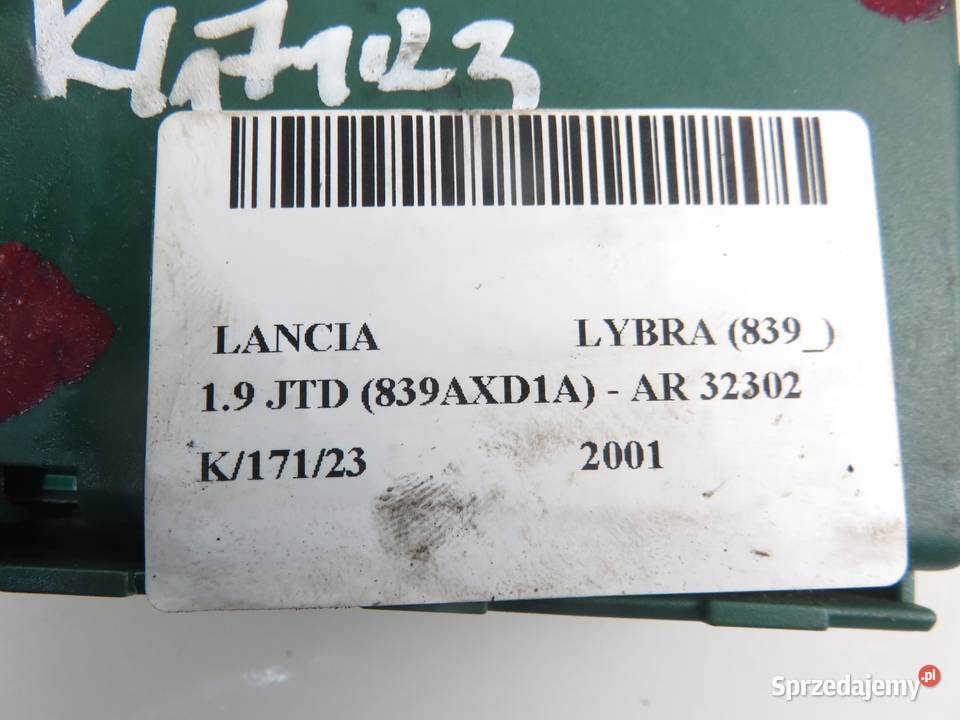 K/171/23
LANCIA LYBRA (839_)
1.9 JTD (839AXD1A) - AR 32302
K/171/23 2001
Sprzedajemy.pl